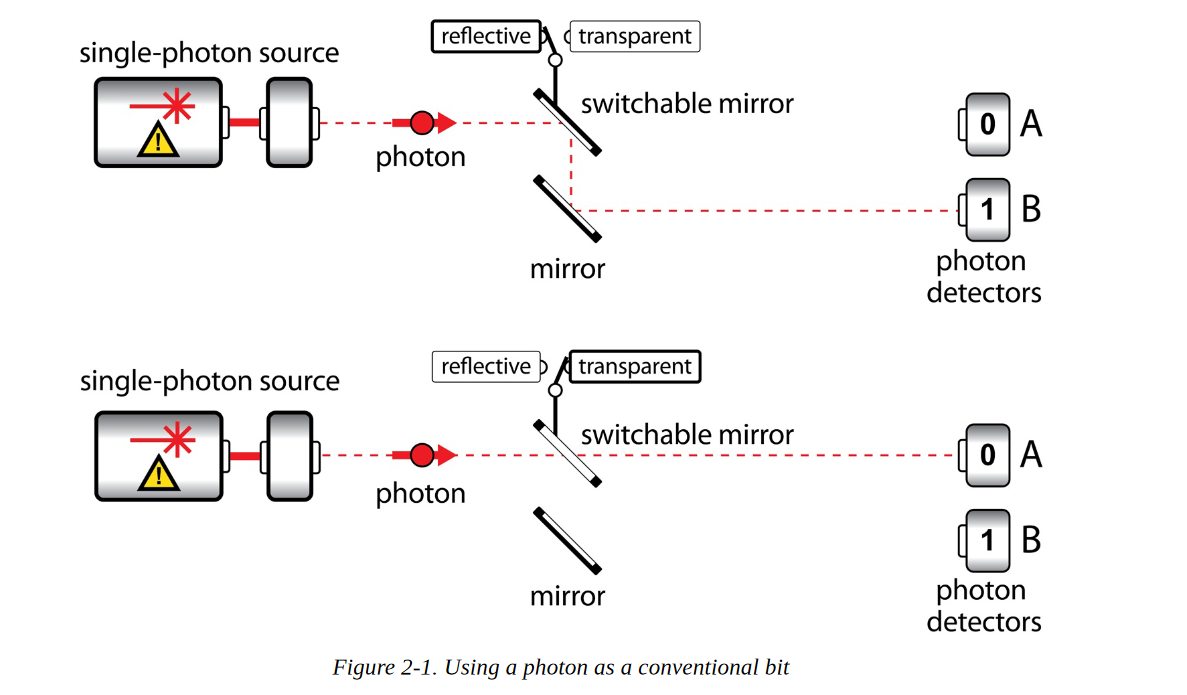 single-photon source
reflective
transparent
switchable mirror
photon
mirror
0 A
1 B
photon
detectors
single-photon source
reflective
transparent
switchable mirror
photon
mirror
0 A
1 B
photon
detectors
Figure 2-1. Using a photon as a conventional bit